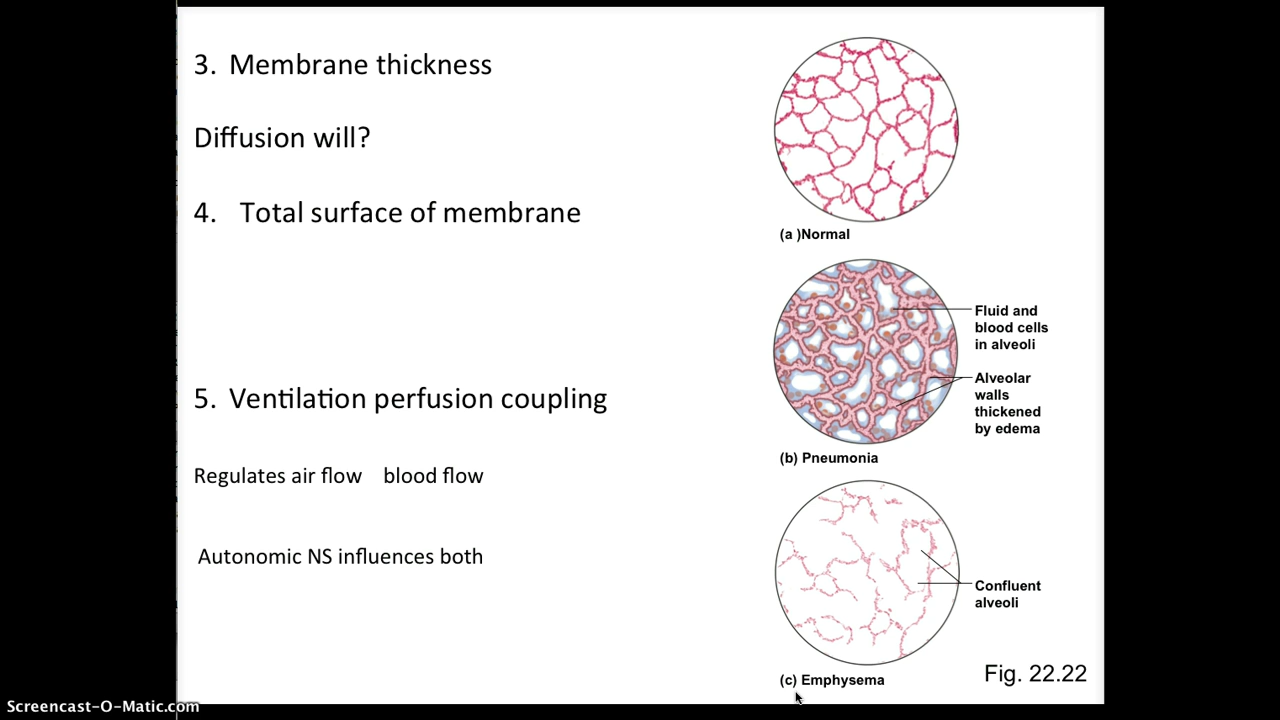 3. Membrane thickness
Diffusion will?
4. Total surface of membrane
5. Ventilation perfusion coupling
Regulates air flow blood flow
Autonomic NS influences both
(a )Normal
Fluid and
blood cells
in alveoli
Alveolar
walls
thickened
by edema
(b) Pneumonia
Confluent
alveoli
(c) Emphysema
Fig. 22.22
Screencast-O-Matic.com